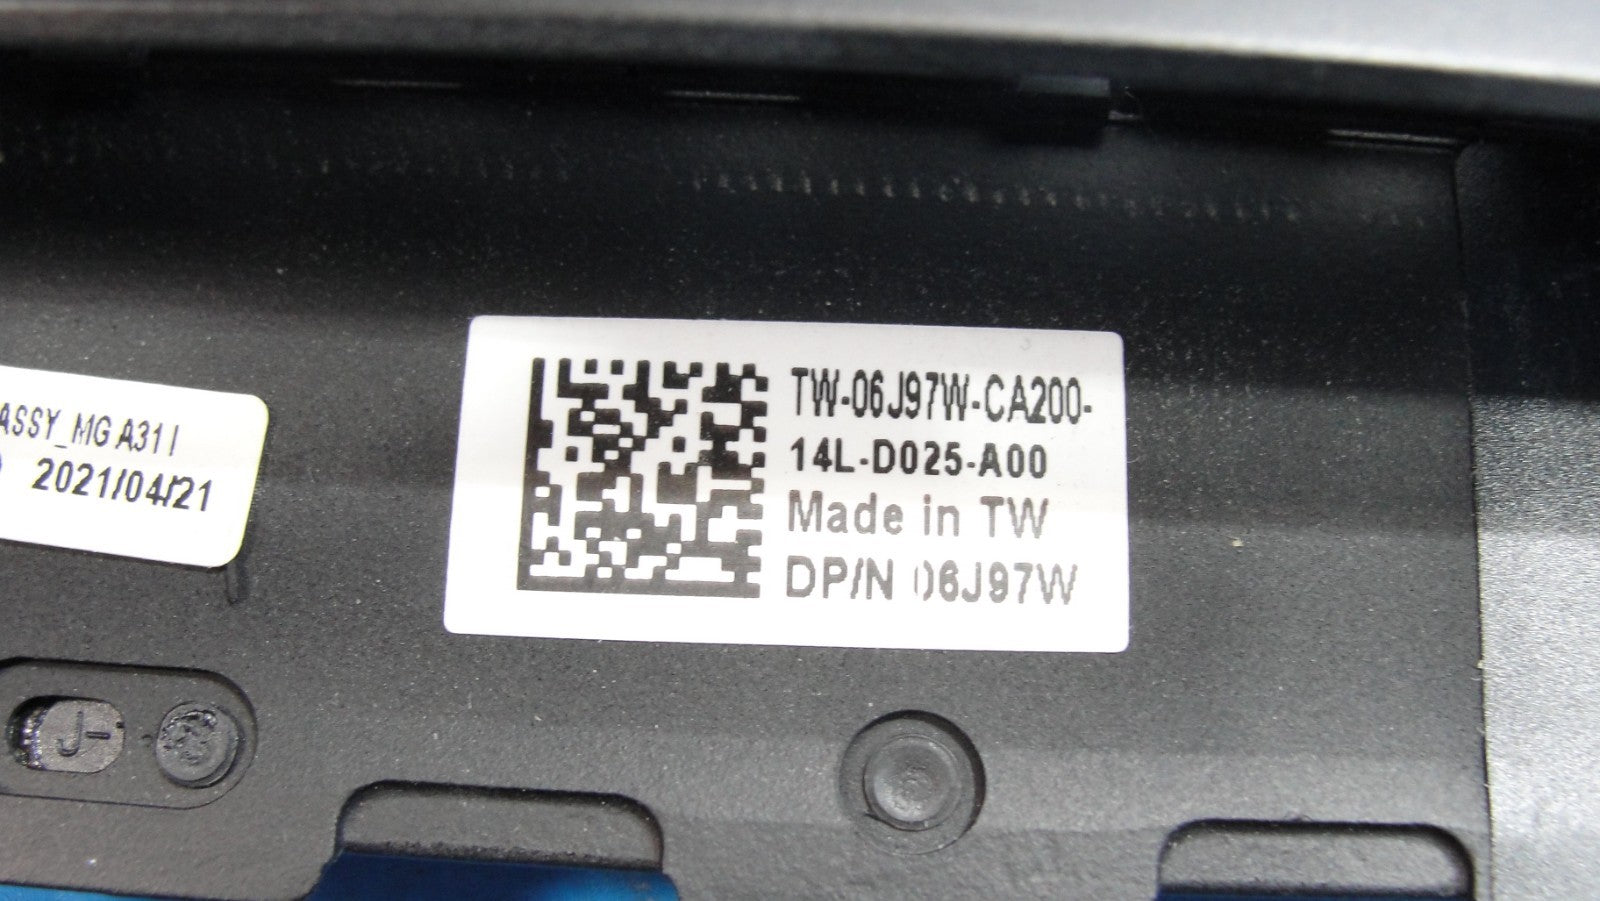 ASSY_MG A31
2021/04/21
TW-06J97W-CA200-
14L-D025-A00
Made in TW
DP/N 06J97W